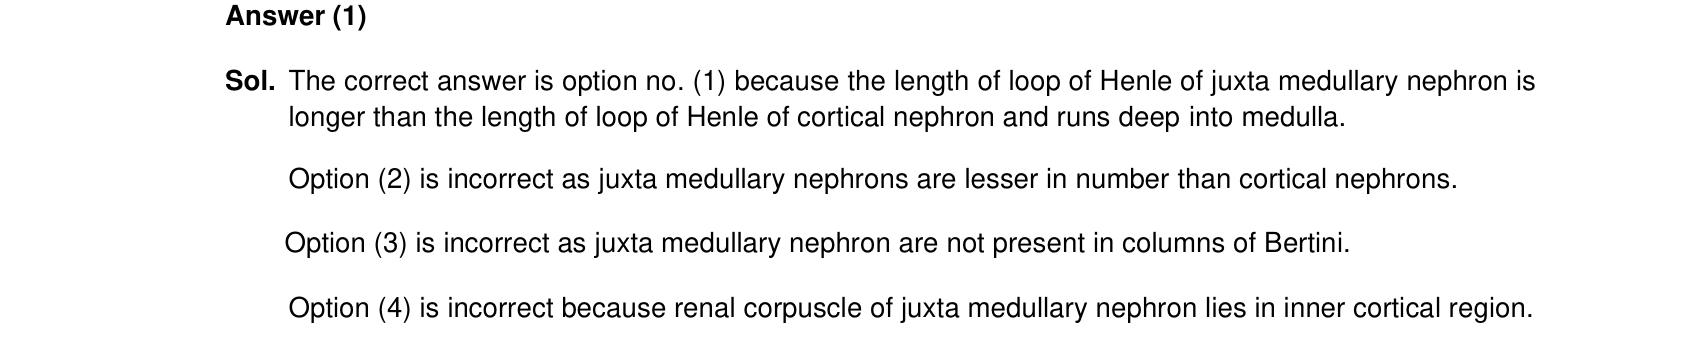 Answer (1)
Sol. The correct answer is option no. (1) because the length of loop of Henle of juxta medullary nephron is
longer than the length of loop of Henle of cortical nephron and runs deep into medulla.
Option (2) is incorrect as juxta medullary nephrons are lesser in number than cortical nephrons.
Option (3) is incorrect as juxta medullary nephron are not present in columns of Bertini.
Option (4) is incorrect because renal corpuscle of juxta medullary nephron lies in inner cortical region.